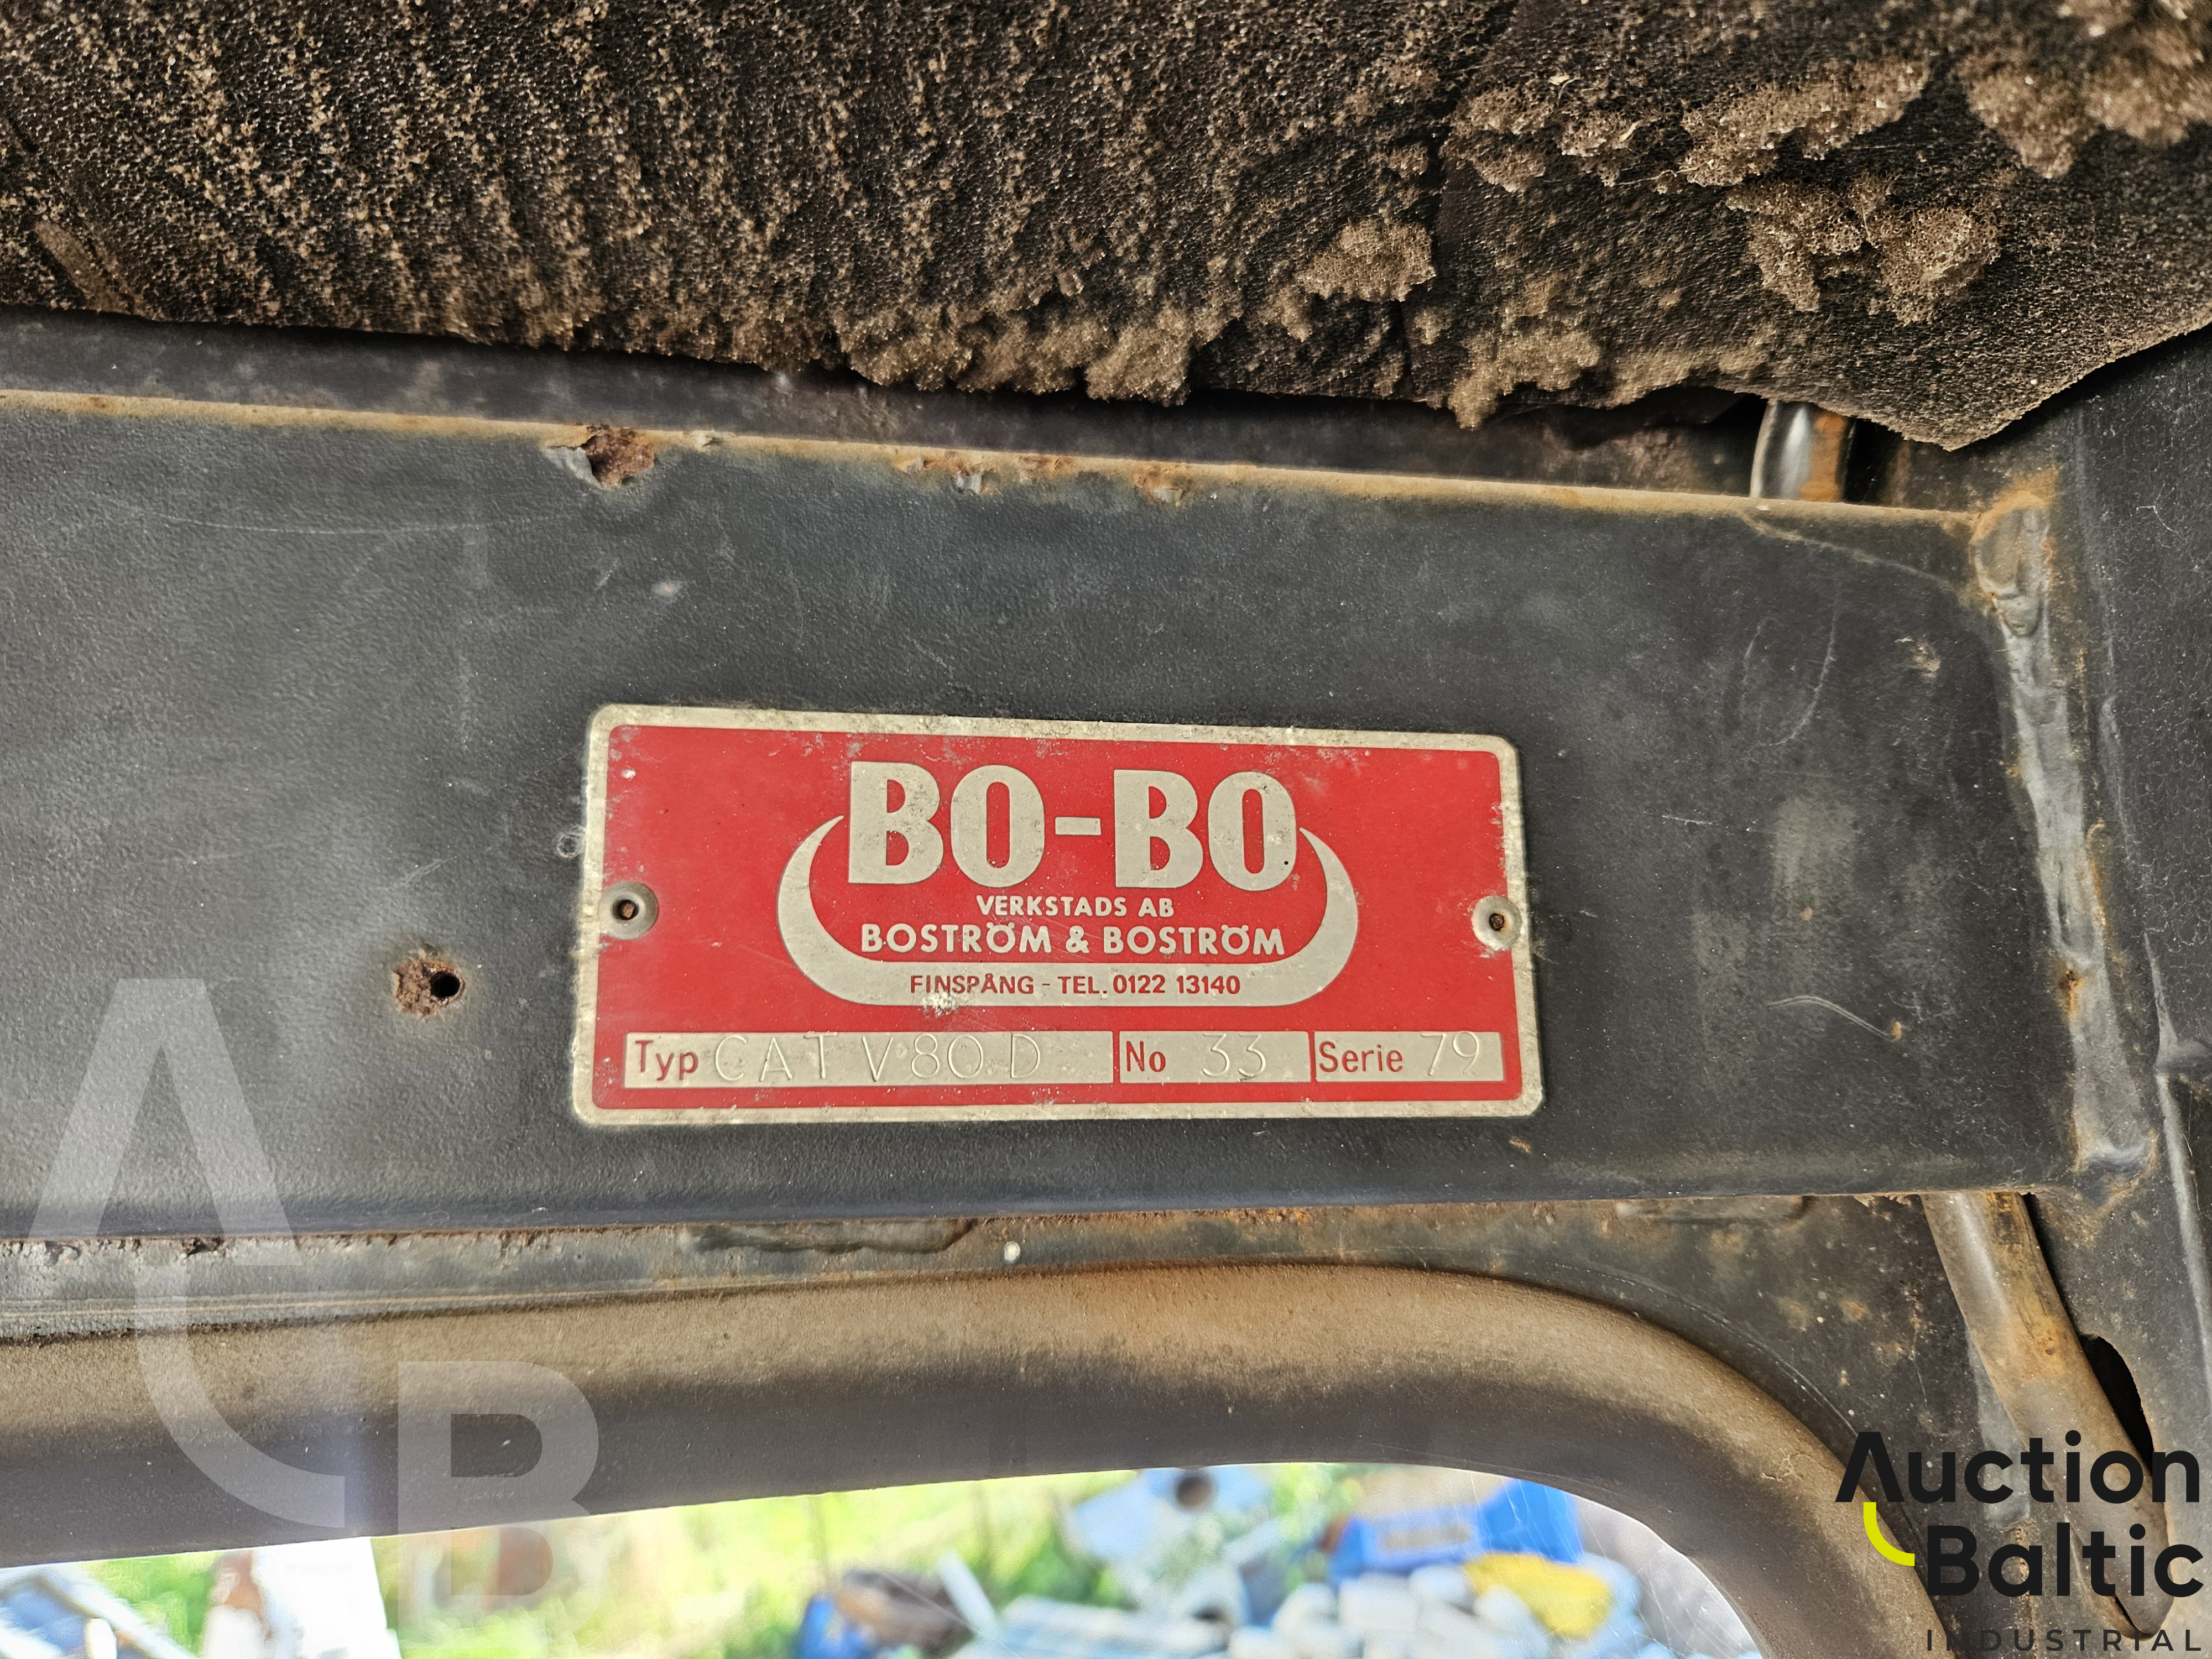 BO-BO
VERKSTADS AB
BOSTRÖM & BOSTRÖM
FINSPÅNG - TEL. 0122 13140
Typ CAT V80 D No 33 Serie 79
AB
Auction
Baltic
INDUSTRIAL